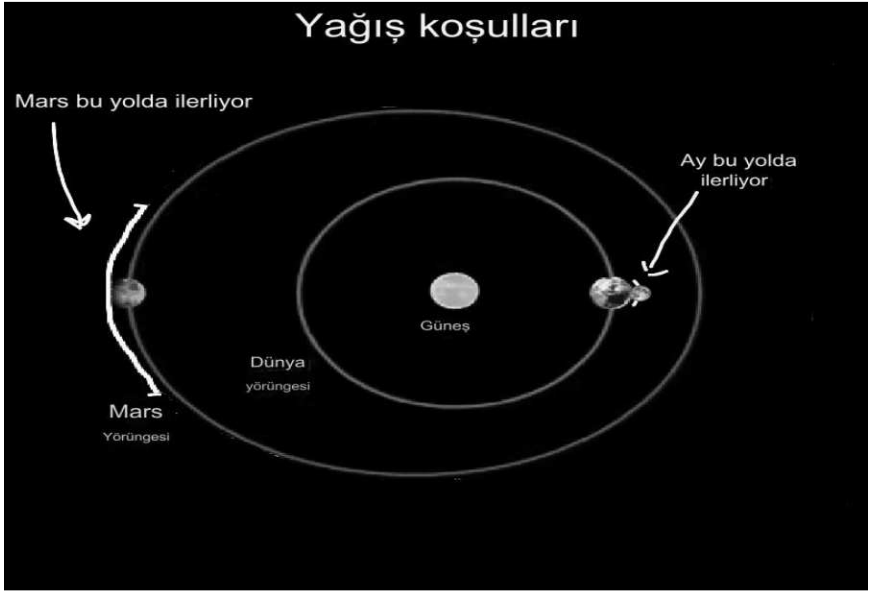 Yağış koşulları
Mars bu yolda ilerliyor
Ay bu yolda
ilerliyor
Güneş
Dünya
yörüngesi
Mars
Yörüngesi